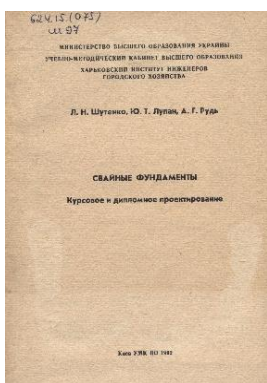 624.15.(075)
Ш97
МИНИСТЕРСТВО ВЫСШЕГО ОБРАЗОВАНИЯ УКРАИНЫ
УЧЕБНО-МЕТОДИЧЕСКИЙ КАБИНЕТ ВЫСШЕГО ОБРАЗОВАНИЯ
ХАРЬКОВСКИЙ ИНСТИТУТ ИНЖЕНЕРОВ
ГОРОДСКОГО ХОЗЯЙСТВА
Л. Н. Шутенко, Ю. Т. Лупан, А. Г. Рудь
СВАЙНЫЕ ФУНДАМЕНТЫ
Курсовое и дипломное проектирование
Киев УМК ВО